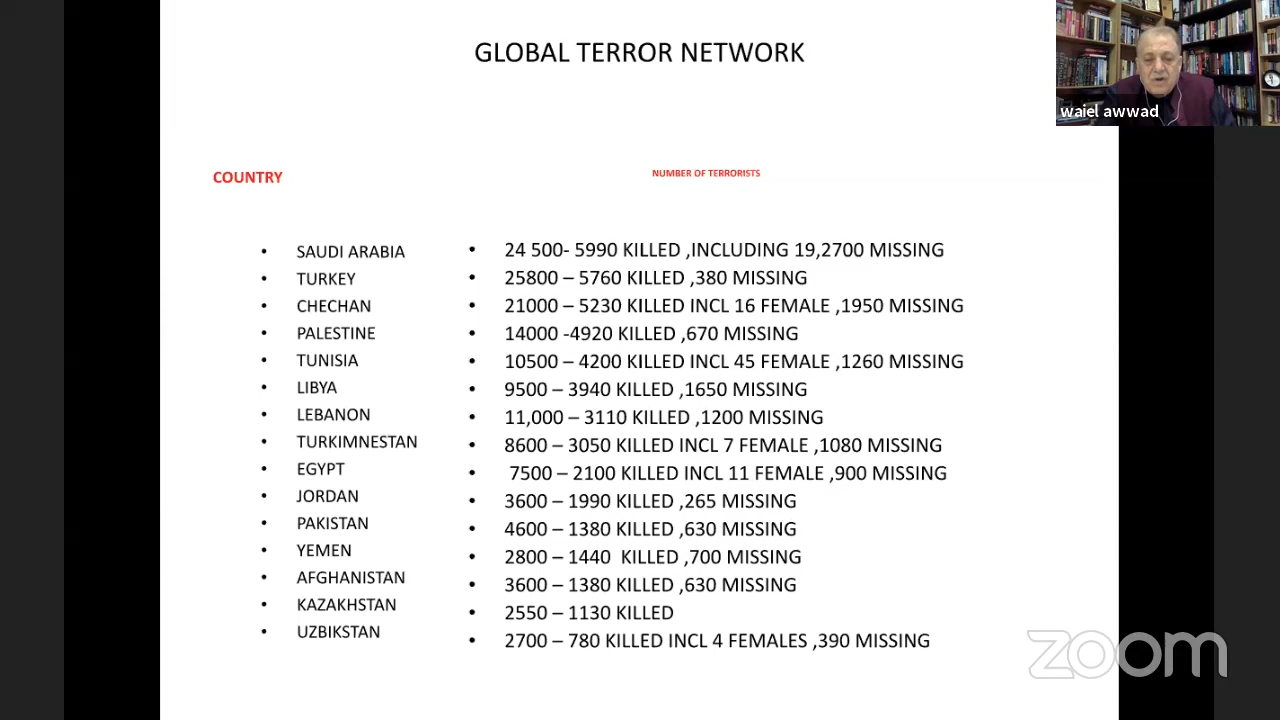 GLOBAL TERROR NETWORK
waiel awwad
COUNTRY NUMBER OF TERRORISTS
• SAUDI ARABIA • 24 500- 5990 KILLED ,INCLUDING 19,2700 MISSING
• TURKEY • 25800 – 5760 KILLED ,380 MISSING
• CHECHAN • 21000 – 5230 KILLED INCL 16 FEMALE ,1950 MISSING
• PALESTINE • 14000 -4920 KILLED ,670 MISSING
• TUNISIA • 10500 – 4200 KILLED INCL 45 FEMALE ,1260 MISSING
• LIBYA • 9500 – 3940 KILLED ,1650 MISSING
• LEBANON • 11,000 – 3110 KILLED ,1200 MISSING
• TURKIMNESTAN • 8600 – 3050 KILLED INCL 7 FEMALE ,1080 MISSING
• EGYPT • 7500 – 2100 KILLED INCL 11 FEMALE ,900 MISSING
• JORDAN • 3600 – 1990 KILLED ,265 MISSING
• PAKISTAN • 4600 – 1380 KILLED ,630 MISSING
• YEMEN • 2800 – 1440 KILLED ,700 MISSING
• AFGHANISTAN • 3600 – 1380 KILLED ,630 MISSING
• KAZAKHSTAN • 2550 – 1130 KILLED
• UZBIKSTAN • 2700 – 780 KILLED INCL 4 FEMALES ,390 MISSING
zoom